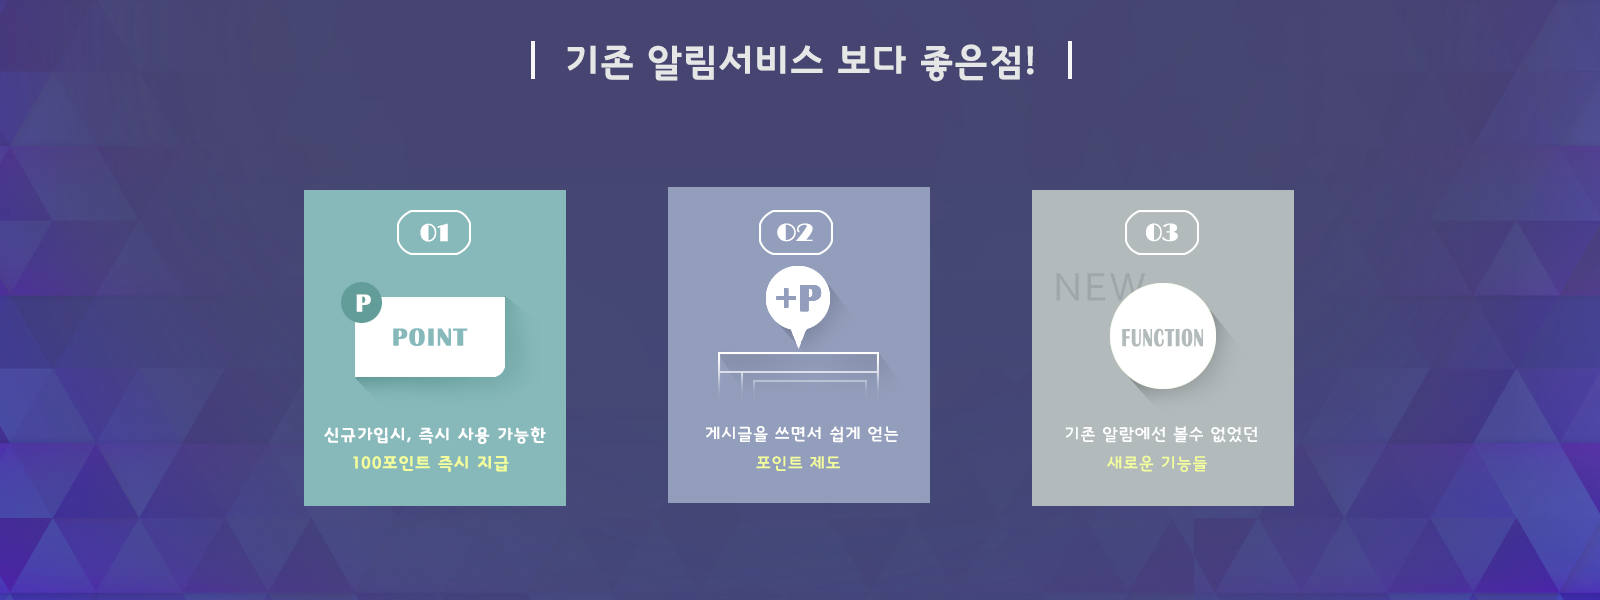 기존 알림서비스 보다 좋은점!
01
P
POINT
신규가입시, 즉시 사용 가능한
100포인트 즉시 지급
02
+P
게시글을 쓰면서 쉽게 얻는
포인트 제도
03
NEW
FUNCTION
기존 알람에선 볼수 없었던
새로운 기능들